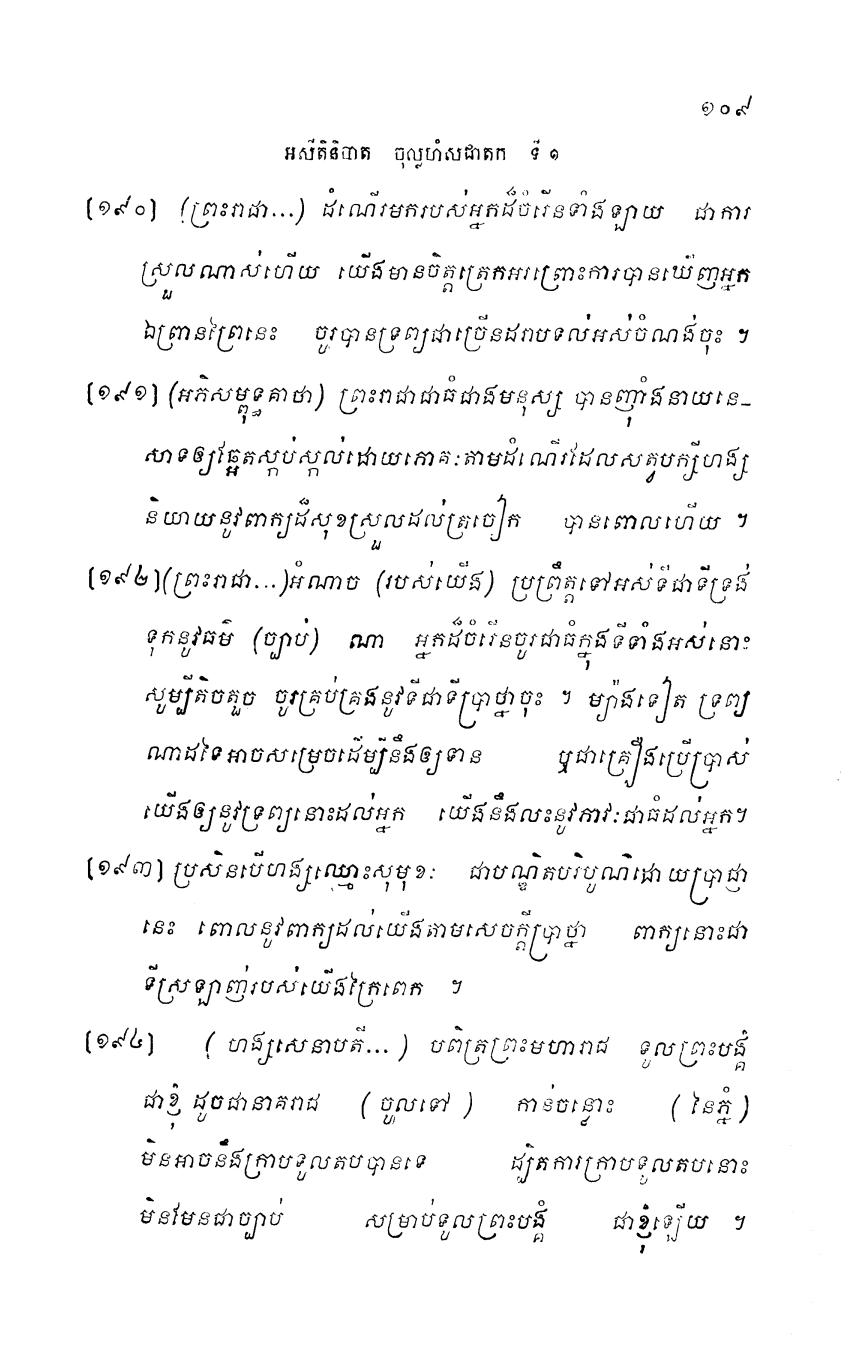 ១០៩
អសីតិនិបាត ចុល្លហំសជាតក ទី ១
[១៩០] (ព្រះរាជា...) ដំណើរមករបស់អ្នកដ៏ចំរើនទាំងឡាយ ជាការ
ស្រួលណាស់ហើយ យើងមានចិត្តត្រេកអរព្រោះការបានឃើញអ្នក
ឯព្រានព្រៃនេះ ចូរបានទ្រព្យជាច្រើនដរាបទល់អស់ចំណង់ចុះ ។
[១៩១] (អភិសម្ពុទ្ធគាថា) ព្រះរាជាជាធំជាងមនុស្ស បានញ៉ាំងនាយនេ-
សាទឲ្យឆ្អែតស្កប់ស្កល់ដោយភោគៈតាមដំណើរដែលសត្វបក្សីហង្ស
និយាយនូវពាក្យដ៏សុខស្រួលដល់ត្រចៀក បានពោលហើយ ។
[១៩២] (ព្រះរាជា...) អំណាច (របស់យើង) ប្រព្រឹត្តទៅអស់ទីជាទីទ្រង់
ទុកនូវធម៌ (ច្បាប់) ណា អ្នកដ៏ចំរើនចូរជាធំក្នុងទីទាំងអស់នោះ
សូម្បីតិចតួច ចូរគ្រប់គ្រងនូវទីជាទីប្រាថ្នាចុះ ។ ម្យ៉ាងទៀត ទ្រព្យ
ណាដទៃអាចសម្រេចដើម្បីនឹងឲ្យទាន ឬជាគ្រឿងប្រើប្រាស់
យើងឲ្យនូវទ្រព្យនោះដល់អ្នក យើងនឹងលះនូវភាវៈជាធំដល់អ្នក។
[១៩៣] ប្រសិនបើហង្សឈ្មោះសុមុខៈ ជាបណ្ឌិតបរិបូណ៌ដោយប្រាជ្ញា
នេះ ពោលនូវពាក្យដល់យើងតាមសេចក្តីប្រាថ្នា ពាក្យនោះជា
ទីស្រឡាញ់របស់យើងក្រៃពេក ។
[១៩៤] (ហង្សសេនាបតី...) បពិត្រព្រះមហារាជ ទូលព្រះបង្គំ
ជាខ្ញុំ ដូចជានាគរាជ (ចូលទៅ) កាន់ចន្លោះ (នៃភ្នំ)
មិនអាចនឹងក្រាបទូលតបបានទេ ដ្បិតការក្រាបទូលតបនោះ
មិនមែនជាច្បាប់ សម្រាប់ទូលព្រះបង្គំ ជាខ្ញុំឡើយ ។